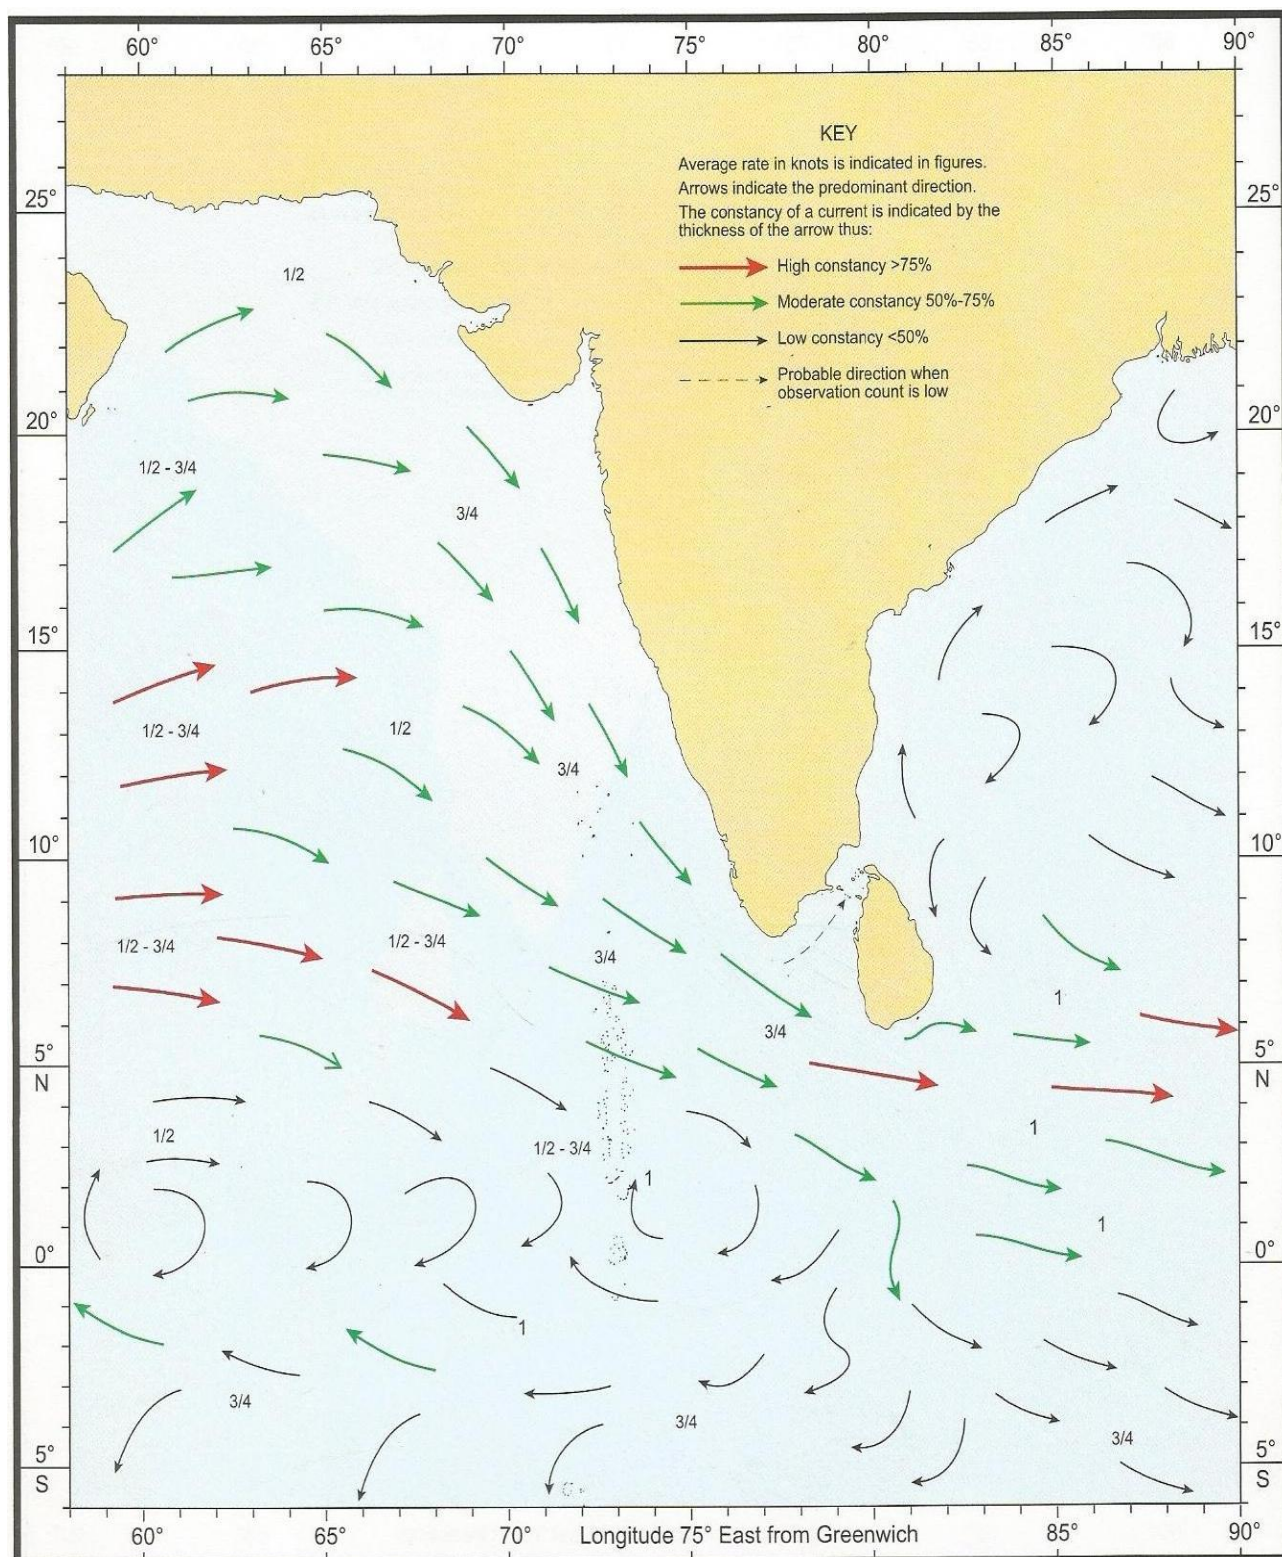 60° 65° 70° 75° 80° 85° 90°
KEY
Average rate in knots is indicated in figures.
Arrows indicate the predominant direction.
The constancy of a current is indicated by the
thickness of the arrow thus:
High constancy >75%
Moderate constancy 50%-75%
Low constancy <50%
Probable direction when
observation count is low
25° 25°
1/2
20° 20°
1/2 - 3/4
3/4
15° 15°
1/2 - 3/4 1/2
3/4
10° 10°
1/2 - 3/4 1/2 - 3/4
3/4
1
3/4
5° 5°
N N
1/2 1
1/2 - 3/4
1
1
0° 0°
1
3/4
3/4
3/4
5° 5°
S S
60° 65° 70° Longitude 75° East from Greenwich 85° 90°